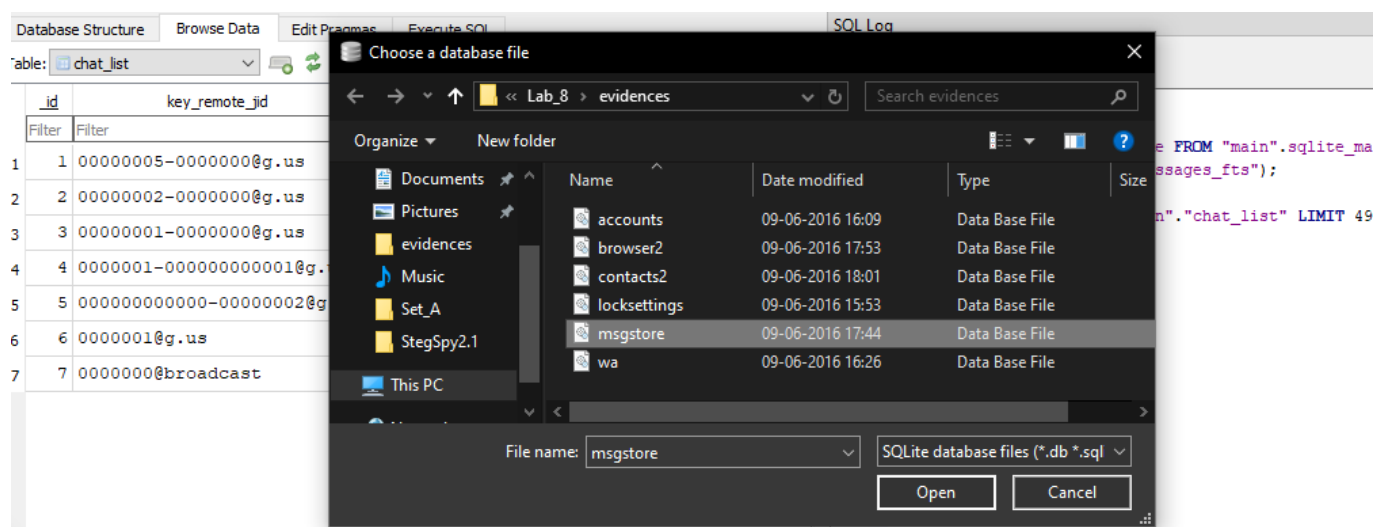 Database Structure Browse Data Edit Pragmas Execute SQL
SQL Log
Table: chat_list
_id key_remote_jid
Filter Filter
1 1 00000005-0000000@g.us
2 2 00000002-0000000@g.us
3 3 00000001-0000000@g.us
4 4 0000001-000000000001@g.
5 5 000000000000-00000002@g
6 6 0000001@g.us
7 7 0000000@broadcast
Choose a database file
« Lab_8 › evidences
Search evidences
Organize New folder
Documents
Pictures
evidences
Music
Set_A
StegSpy2.1
This PC
Name Date modified Type Size
accounts 09-06-2016 16:09 Data Base File
browser2 09-06-2016 17:53 Data Base File
contacts2 09-06-2016 18:01 Data Base File
locksettings 09-06-2016 15:53 Data Base File
msgstore 09-06-2016 17:44 Data Base File
wa 09-06-2016 16:26 Data Base File
File name: msgstore
SQLite database files (*.db *.sql
Open Cancel
e FROM "main".sqlite_ma
ssages_fts");
n"."chat_list" LIMIT 49